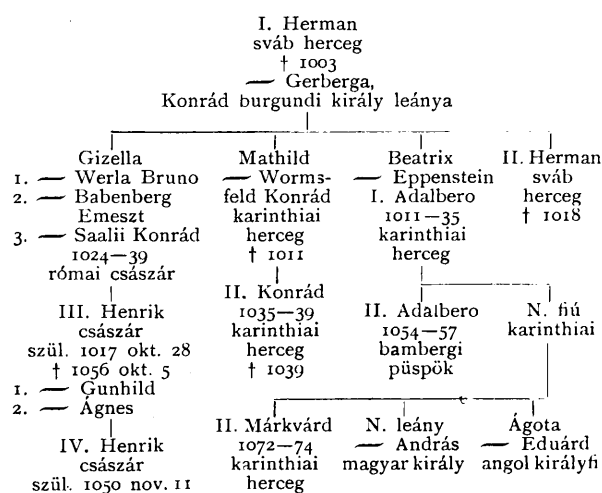 I. Herman
sváb herceg
† 1003
— Gerberga,
Konrád burgundi király leánya
Gizella
1. — Werla Bruno
2. — Babenberg
Emeszt
3. — Saalii Konrád
1024—39
római császár
III. Henrik
császár
szül. 1017 okt. 28
† 1056 okt. 5
1. — Gunhild
2. — Ágnes
IV. Henrik
császár
szül. 1050 nov. 11
Mathild
— Worms-
feld Konrád
karinthiai
herceg
† 1011
II. Konrád
1035—39
karinthiai
herceg
† 1039
Beatrix
— Eppenstein
I. Adalbero
1011—35
karinthiai
herceg
II. Herman
sváb
herceg
† 1018
II. Adalbero
1054—57
bambergi
püspök
N. fiú
karinthiai
II. Márkvárd
1072—74
karinthiai
herceg
N. leány
— András
magyar király
Ágota
— Eduárd
angol királyfi